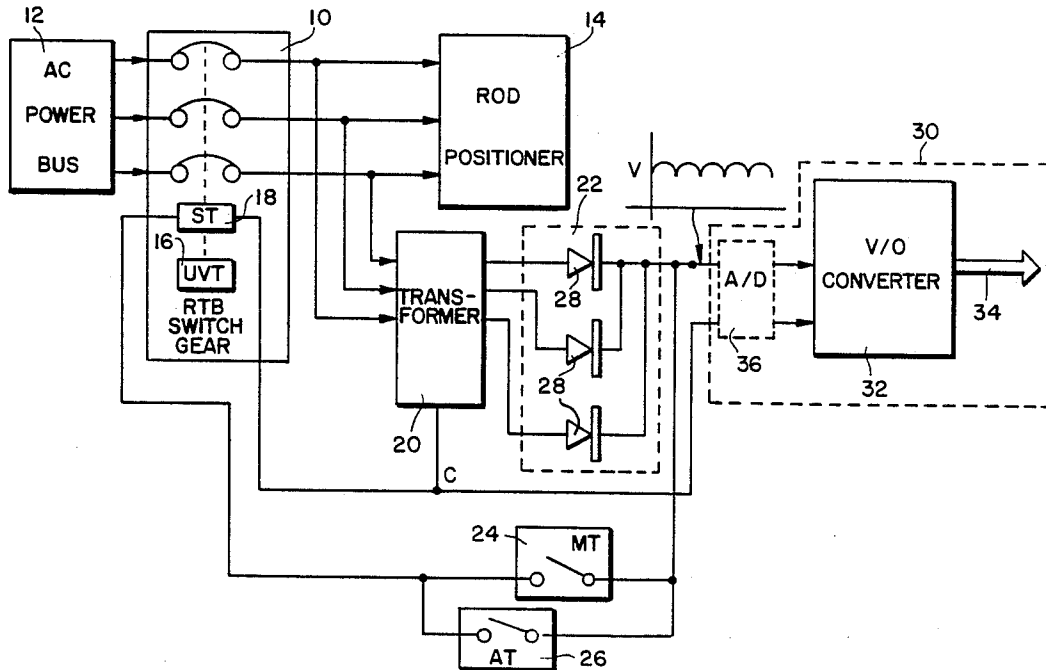 12
10
14
AC
POWER
BUS
ROD
POSITIONER
30
V
22
ST
18
16
UVT
RTB
SWITCH
GEAR
TRANS-
FORMER
28
28
A/D
V/O
CONVERTER
34
36
32
20
C
24
MT
AT
26